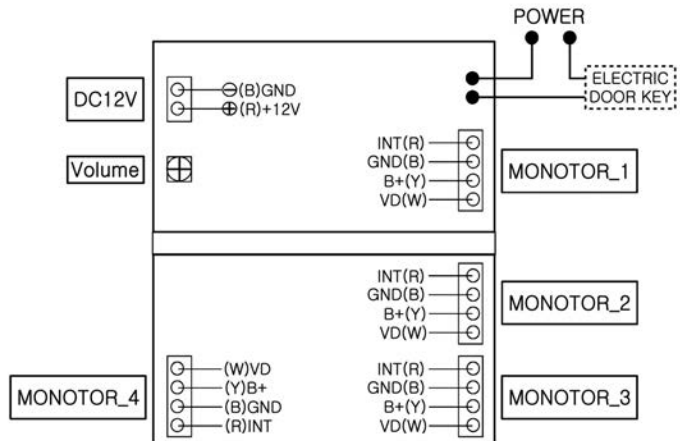 POWER
ELECTRIC
DOOR KEY
DC12V
⊖(B)GND
⊕(R)+12V
Volume
INT(R)
GND(B)
B+(Y)
VD(W)
MONOTOR_1
INT(R)
GND(B)
B+(Y)
VD(W)
MONOTOR_2
MONOTOR_4
(W)VD
(Y)B+
(B)GND
(R)INT
INT(R)
GND(B)
B+(Y)
VD(W)
MONOTOR_3